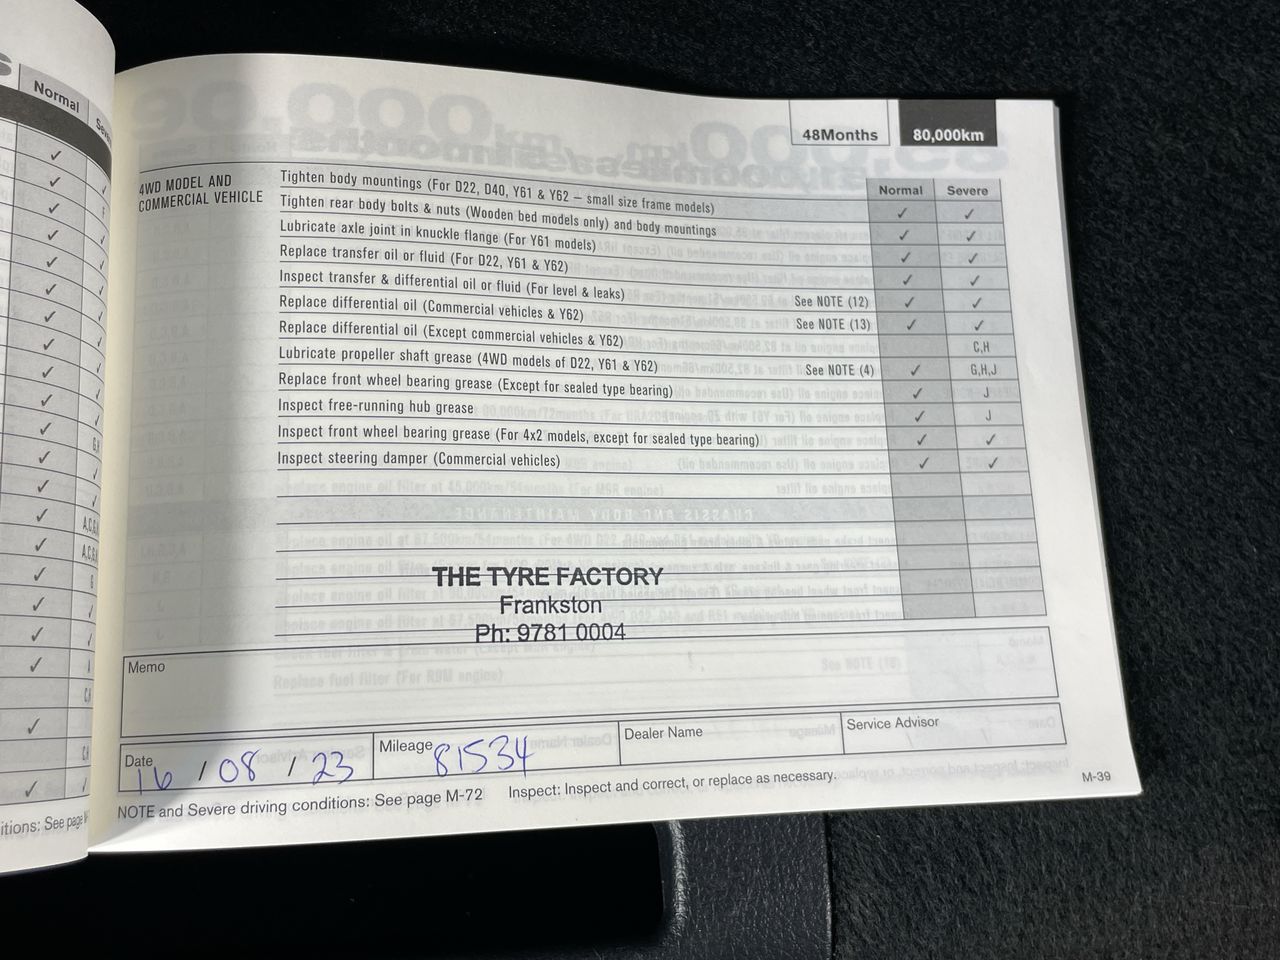 Normal
48Months 80,000km
Normal Severe
4WD MODEL AND
COMMERCIAL VEHICLE
Tighten body mountings (For D22, D40, Y61 & Y62 – small size frame models) ✓ ✓
Tighten rear body bolts & nuts (Wooden bed models only) and body mountings ✓ ✓
Lubricate axle joint in knuckle flange (For Y61 models) ✓ ✓
Replace transfer oil or fluid (For D22, Y61 & Y62) ✓ ✓
Inspect transfer & differential oil or fluid (For level & leaks) See NOTE (12) ✓ ✓
Replace differential oil (Commercial vehicles & Y62) See NOTE (13) ✓ ✓
Replace differential oil (Except commercial vehicles & Y62) C,H
Lubricate propeller shaft grease (4WD models of D22, Y61 & Y62) See NOTE (4) ✓ G,H,J
Replace front wheel bearing grease (Except for sealed type bearing) ✓ J
Inspect free-running hub grease ✓ J
Inspect front wheel bearing grease (For 4x2 models, except for sealed type bearing) ✓ ✓
Inspect steering damper (Commercial vehicles) ✓ ✓
THE TYRE FACTORY
Frankston
Ph: 9781 0004
Memo
Date 16 / 08 / 23 Mileage 81534 Dealer Name Service Advisor
NOTE and Severe driving conditions: See page M-72 Inspect: Inspect and correct, or replace as necessary. M-39